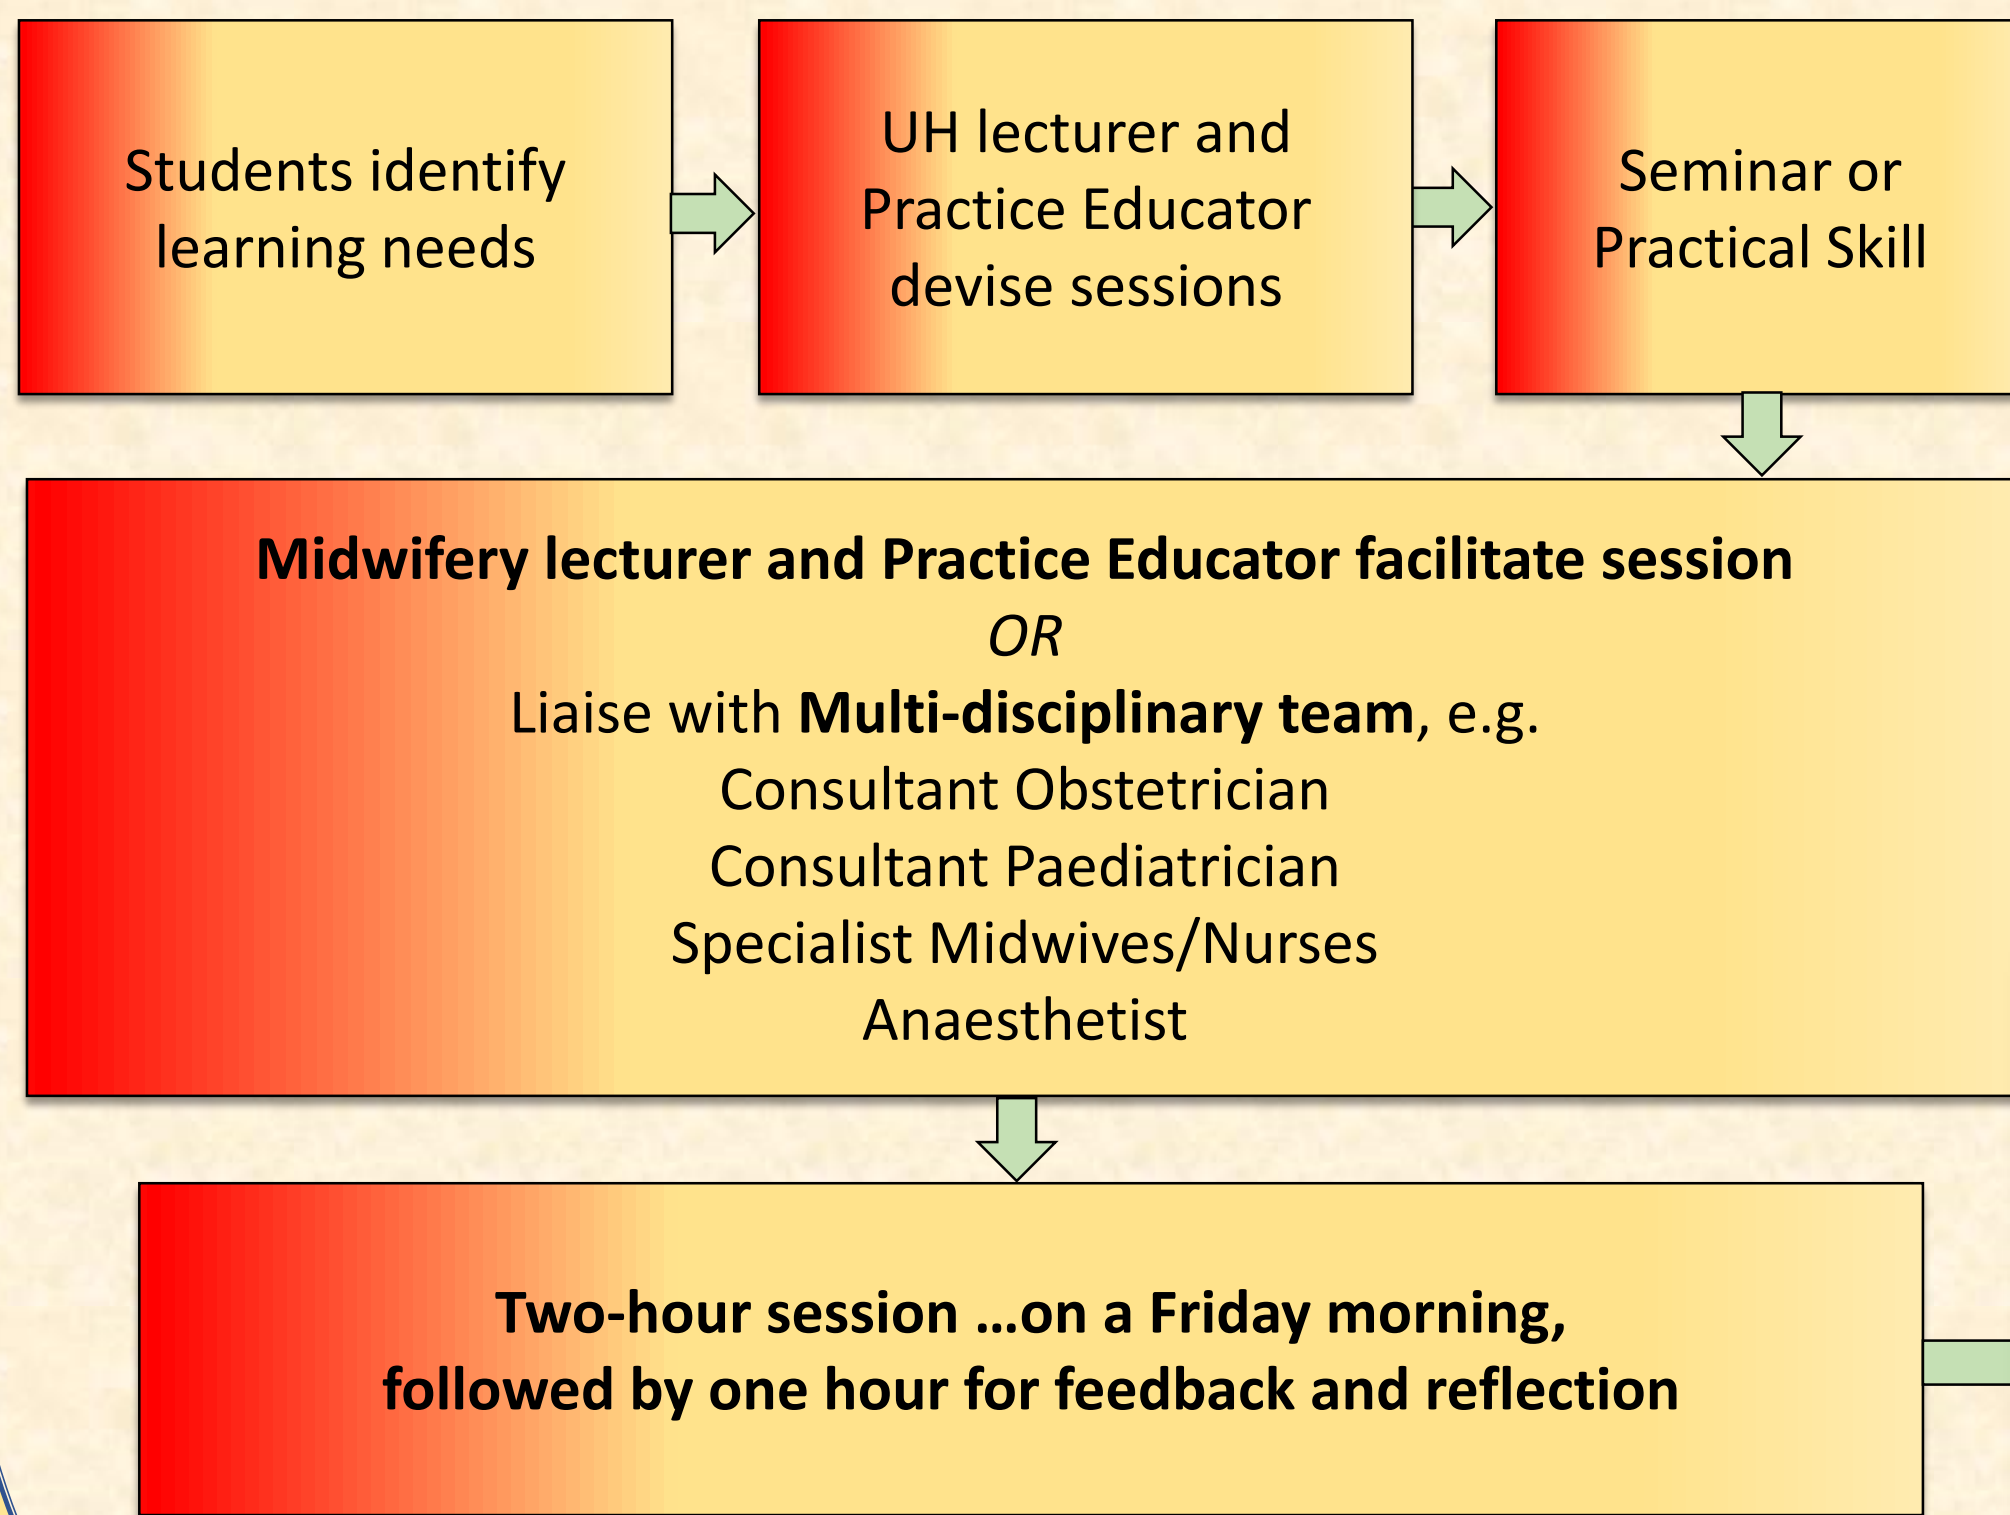 Students identify
learning needs
UH lecturer and
Practice Educator
devise sessions
Seminar or
Practical Skill
Midwifery lecturer and Practice Educator facilitate session
OR
Liaise with Multi-disciplinary team, e.g.
Consultant Obstetrician
Consultant Paediatrician
Specialist Midwives/Nurses
Anaesthetist
Two-hour session ...on a Friday morning,
followed by one hour for feedback and reflection